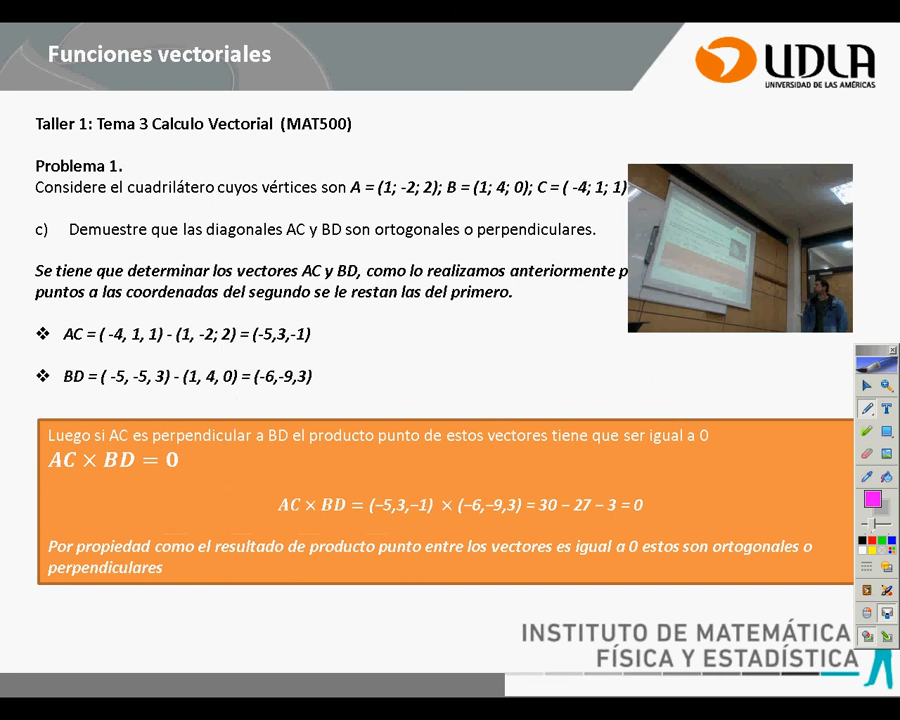 Funciones vectoriales
UDLA
UNIVERSIDAD DE LAS AMÉRICAS
Taller 1: Tema 3 Calculo Vectorial (MAT500)
Problema 1.
Considere el cuadrilátero cuyos vértices son A = (1; -2; 2); B = (1; 4; 0); C = ( -4; 1; 1)
c) Demuestre que las diagonales AC y BD son ortogonales o perpendiculares.
Se tiene que determinar los vectores AC y BD, como lo realizamos anteriormente p
puntos a las coordenadas del segundo se le restan las del primero.
❖ AC = ( -4, 1, 1) - (1, -2; 2) = (-5,3,-1)
❖ BD = ( -5, -5, 3) - (1, 4, 0) = (-6,-9,3)
Luego si AC es perpendicular a BD el producto punto de estos vectores tiene que ser igual a 0
AC × BD = 0
AC × BD = (−5,3,−1) × (−6,−9,3) = 30 − 27 − 3 = 0
Por propiedad como el resultado de producto punto entre los vectores es igual a 0 estos son ortogonales o
perpendiculares
INSTITUTO DE MATEMÁTICA
FÍSICA Y ESTADÍSTICA